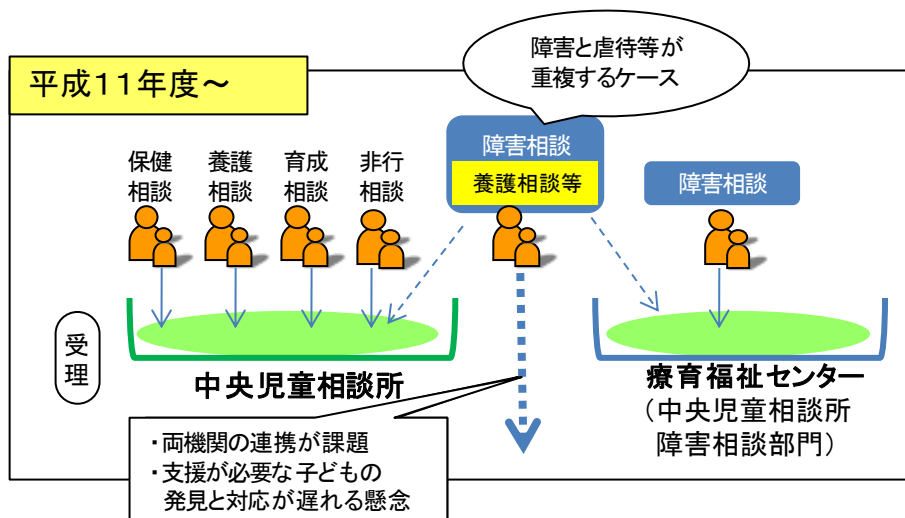 平成11年度～
障害と虐待等が
重複するケース
保健
相談
養護
相談
育成
相談
非行
相談
障害相談
養護相談等
障害相談
受理
中央児童相談所
療育福祉センター
（中央児童相談所
障害相談部門）
・両機関の連携が課題
・支援が必要な子どもの
発見と対応が遅れる懸念